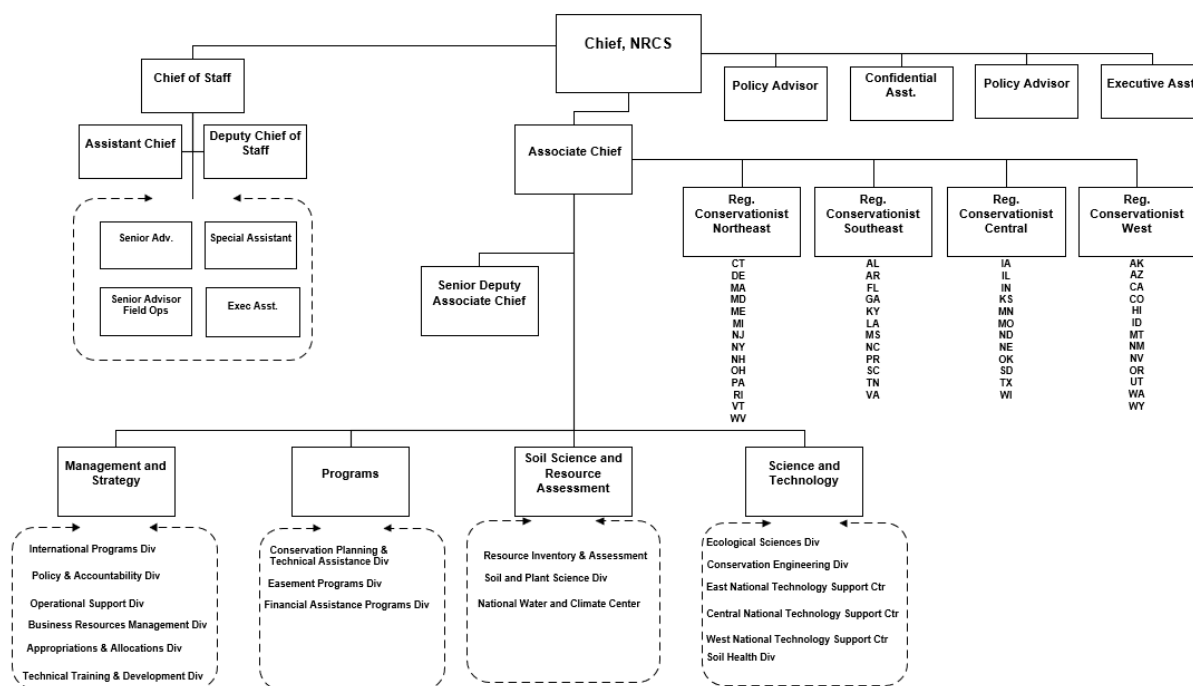 Chief, NRCS
Chief of Staff
Policy Advisor
Confidential
Asst.
Policy Advisor
Executive Asst
Assistant Chief
Deputy Chief of
Staff
Associate Chief
Senior Adv.
Special Assistant
Senior Advisor
Field Ops
Exec Asst.
Reg.
Conservationist
Northeast
CT
DE
MA
MD
ME
MI
NJ
NY
NH
OH
PA
RI
VT
WV
Reg.
Conservationist
Southeast
AL
AR
FL
GA
KY
LA
MS
NC
PR
SC
TN
VA
Reg.
Conservationist
Central
IA
IL
IN
KS
MN
MO
ND
NE
OK
SD
TX
WI
Reg.
Conservationist
West
AK
AZ
CA
CO
HI
ID
MT
NM
NV
OR
UT
WA
WY
Senior Deputy
Associate Chief
Management and
Strategy
International Programs Div
Policy & Accountability Div
Operational Support Div
Business Resources Management Div
Appropriations & Allocations Div
Technical Training & Development Div
Programs
Conservation Planning &
Technical Assistance Div
Easement Programs Div
Financial Assistance Programs Div
Soil Science and
Resource
Assessment
Resource Inventory & Assessment
Soil and Plant Science Div
National Water and Climate Center
Science and
Technology
Ecological Sciences Div
Conservation Engineering Div
East National Technology Support Ctr
Central National Technology Support Ctr
West National Technology Support Ctr
Soil Health Div